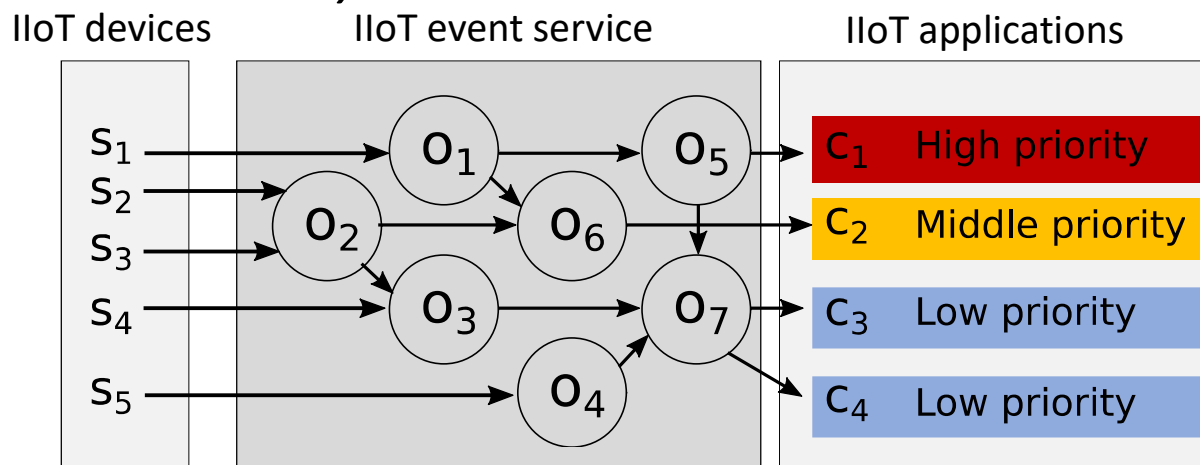 IIoT devices IIoT event service IIoT applications
s₁ o₁ o₅ c₁ High priority
s₂
o₂ o₆ c₂ Middle priority
s₃
s₄ o₃ o₇ c₃ Low priority
s₅ o₄ c₄ Low priority